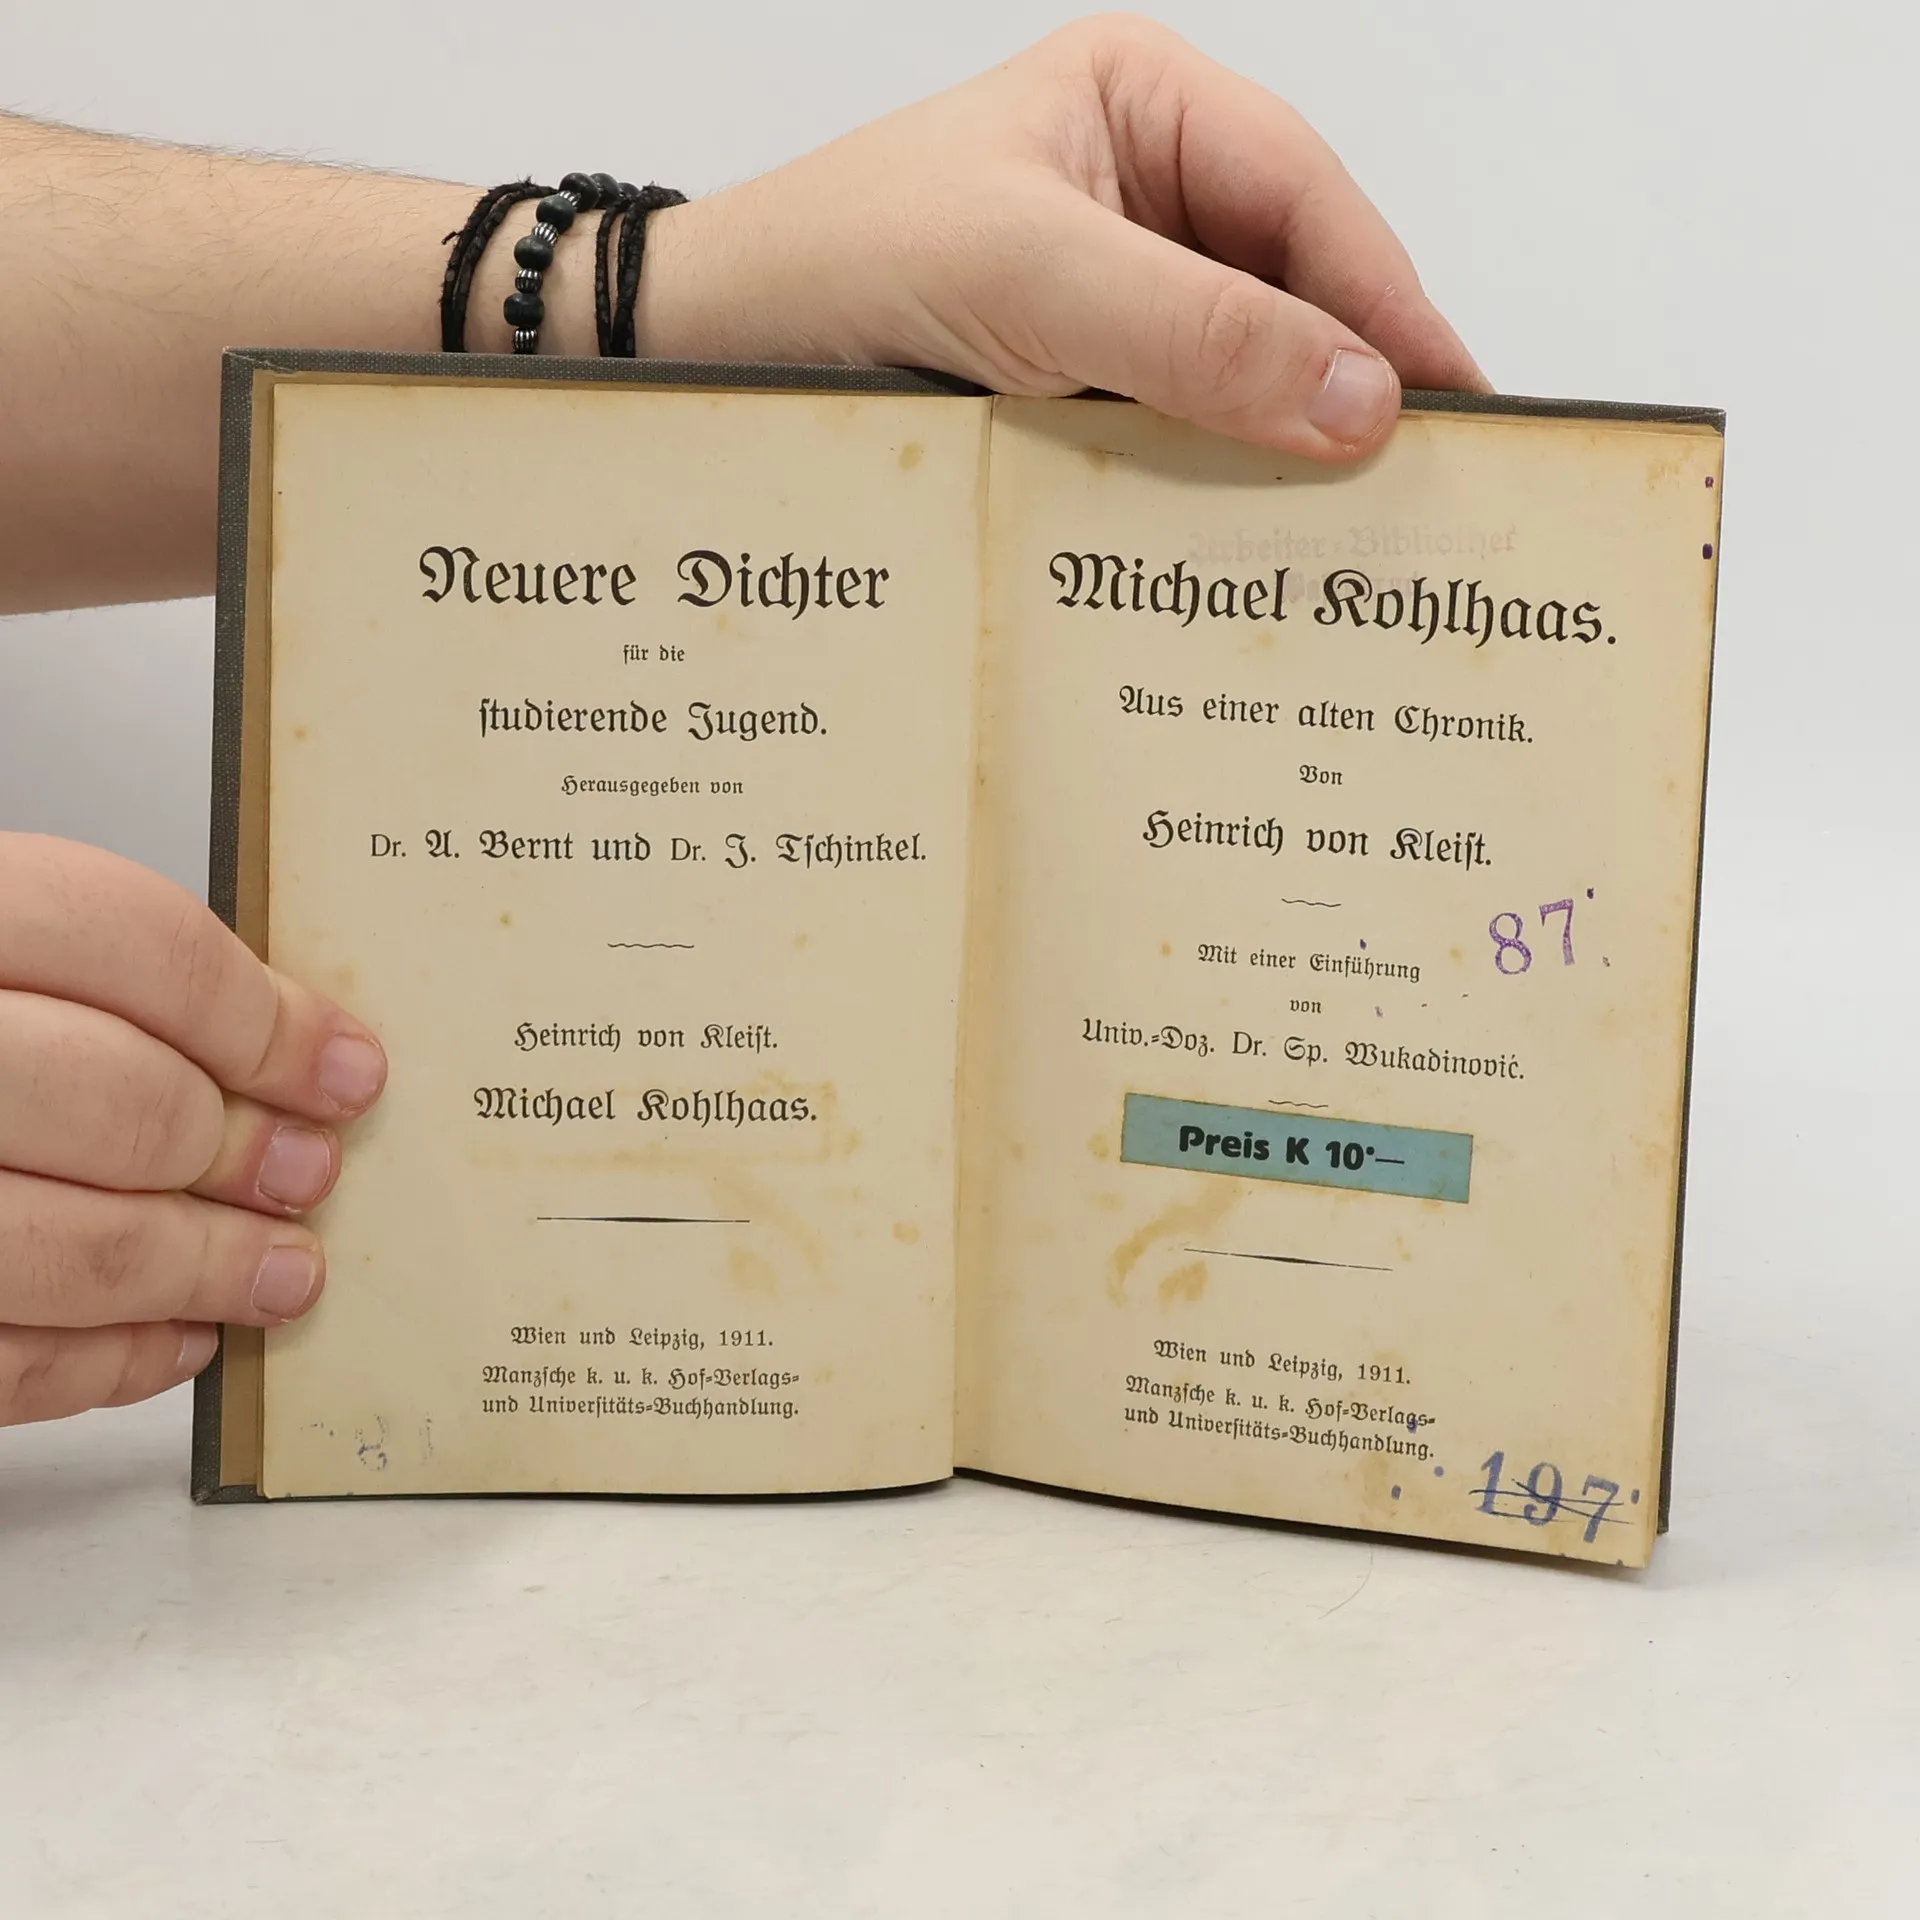 Neuere Dichter
für die
studierende Jugend.
Herausgegeben von
Dr. A. Bernt und Dr. J. Tschinkel.
Heinrich von Kleist.
Michael Kohlhaas.
Wien und Leipzig, 1911.
Manzsche k. u. k. Hof-Verlags-
und Universitäts-Buchhandlung.
Arbeiter-Bibliothek
Michael Kohlhaas.
Aus einer alten Chronik.
Von
Heinrich von Kleist.
87.
Mit einer Einführung
von
Univ.-Doz. Dr. Sp. Wukadinović.
Preis K 10·—
Wien und Leipzig, 1911.
Manzsche k. u. k. Hof-Verlags-
und Universitäts-Buchhandlung.
197